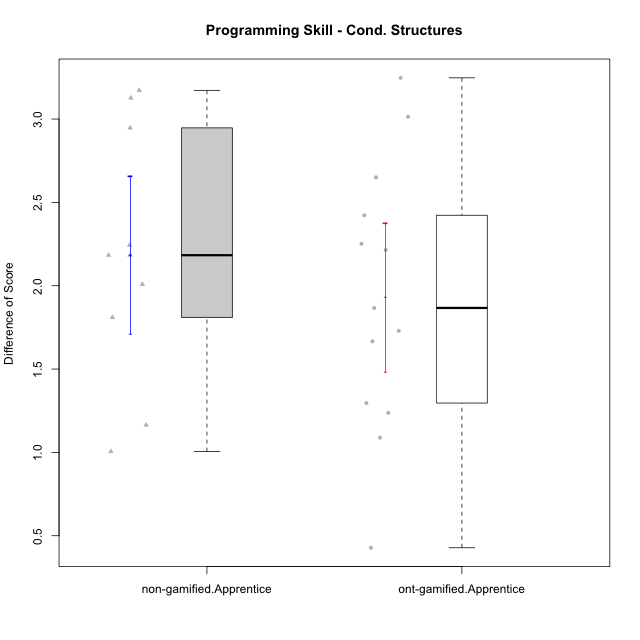 Programming Skill - Cond. Structures
Difference of Score
3.0
2.5
2.0
1.5
1.0
0.5
non-gamified.Apprentice
ont-gamified.Apprentice